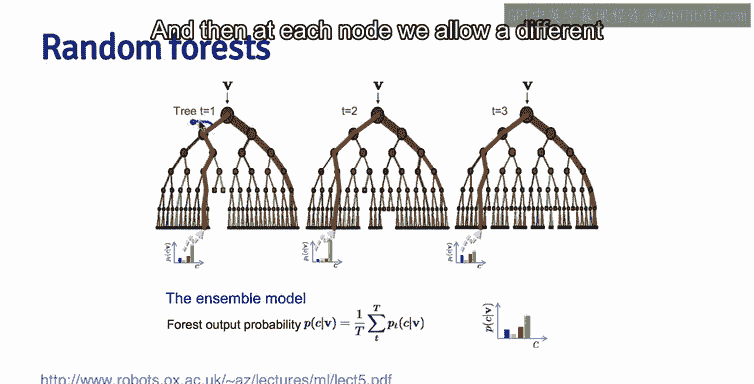 And then at each node we allow a different
Random forests
v v v
Tree t=1 t=2 t=3
p(c|v) c p(c|v) c p(c|v) c
The ensemble model
Forest output probability p(c|v) = 1/T Σ_t^T p_t(c|v)
p(c|v)
c
http://www.robots.ox.ac.uk/~az/lectures/ml/lect5.pdf